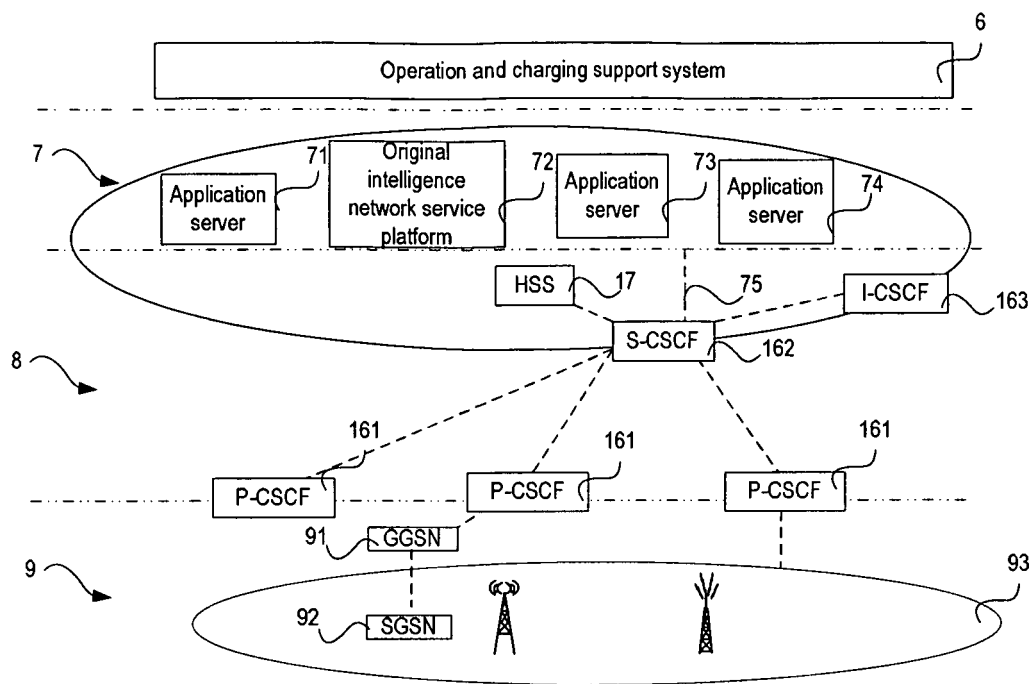 6
Operation and charging support system
7
71
72
73
74
Application
server
Original
intelligence
network service
platform
Application
server
Application
server
HSS
17
75
I-CSCF
163
S-CSCF
162
8
161
161
161
P-CSCF
P-CSCF
P-CSCF
91
GGSN
9
93
92
SGSN